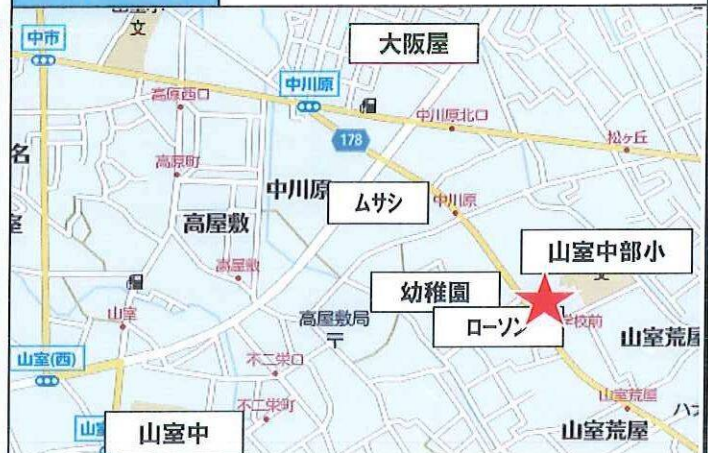 文
中市
大阪屋
中川原
高原西口
中川原北口
178
松ヶ丘
名
高原町
中川原
ムサシ
中川原
高屋敷
山室中部小
高屋敷
文
幼稚園
山室
高屋敷局
ローソン
校前
山室荒屋
山室(西)
不二栄口
不二栄町
山室荒屋
山室中
山室荒屋